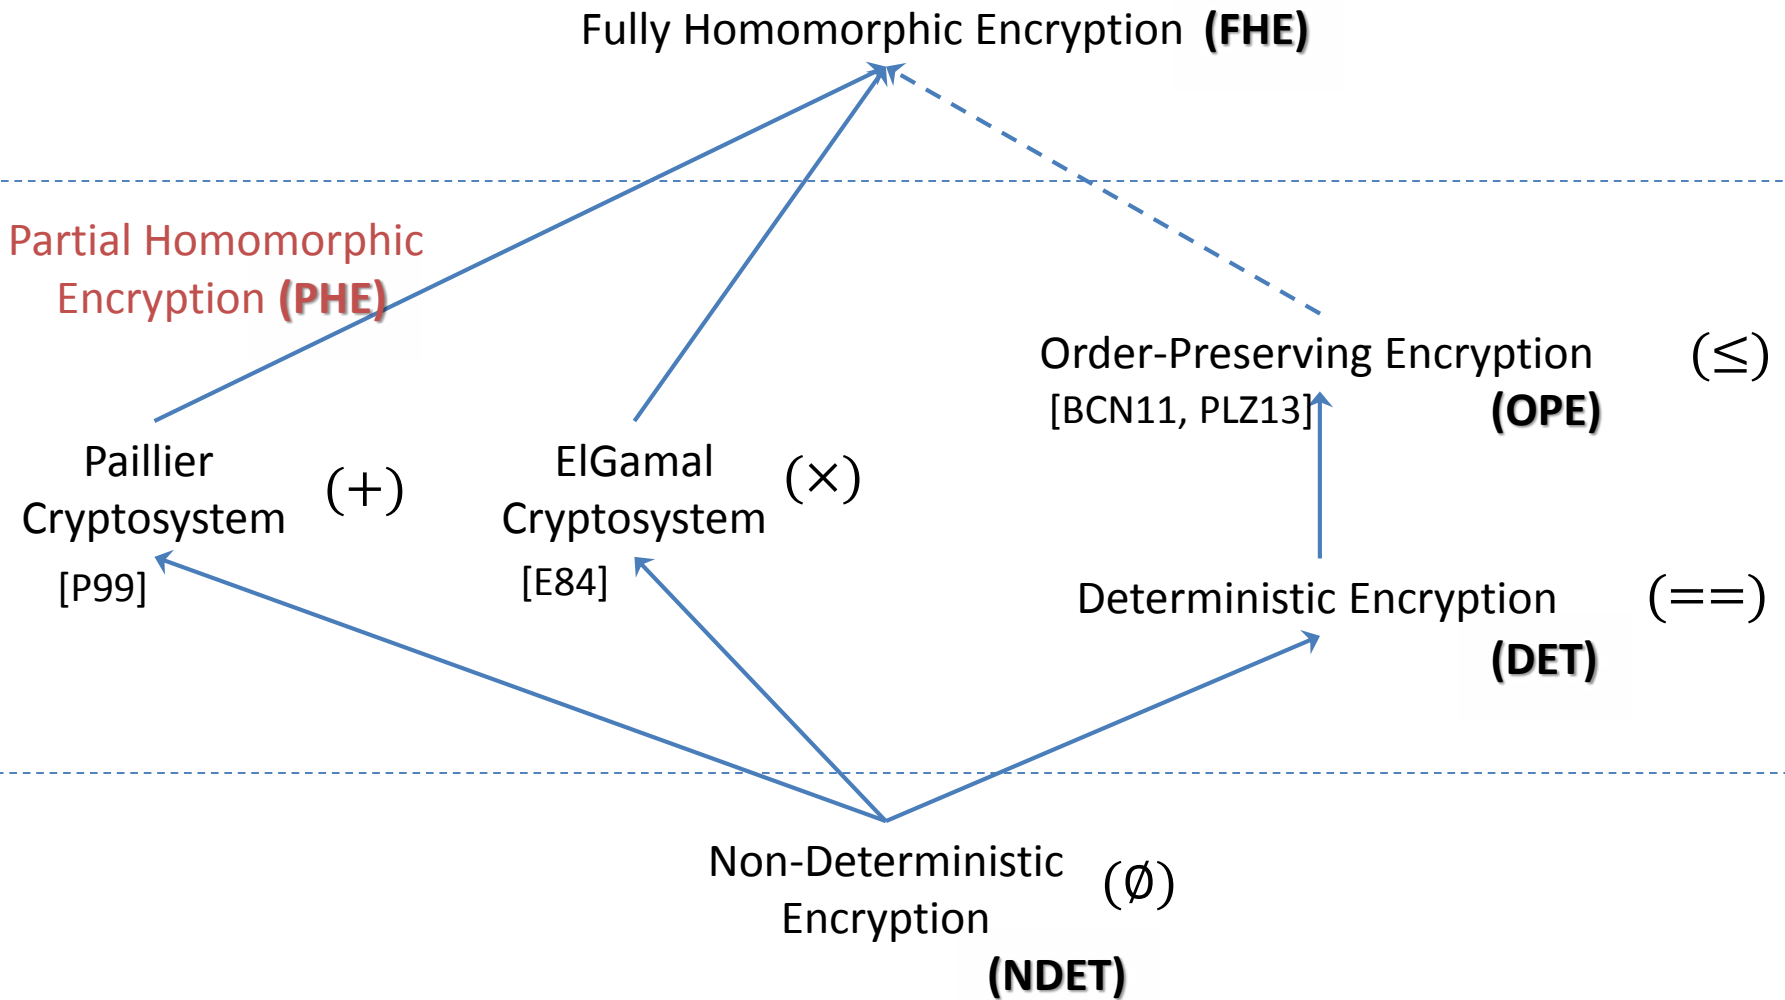 Fully Homomorphic Encryption (FHE)
Partial Homomorphic
Encryption (PHE)
Order-Preserving Encryption (≤)
[BCN11, PLZ13] (OPE)
Paillier
Cryptosystem (+)
[P99]
ElGamal
Cryptosystem (×)
[E84]
Deterministic Encryption (==)
(DET)
Non-Deterministic
Encryption (∅)
(NDET)